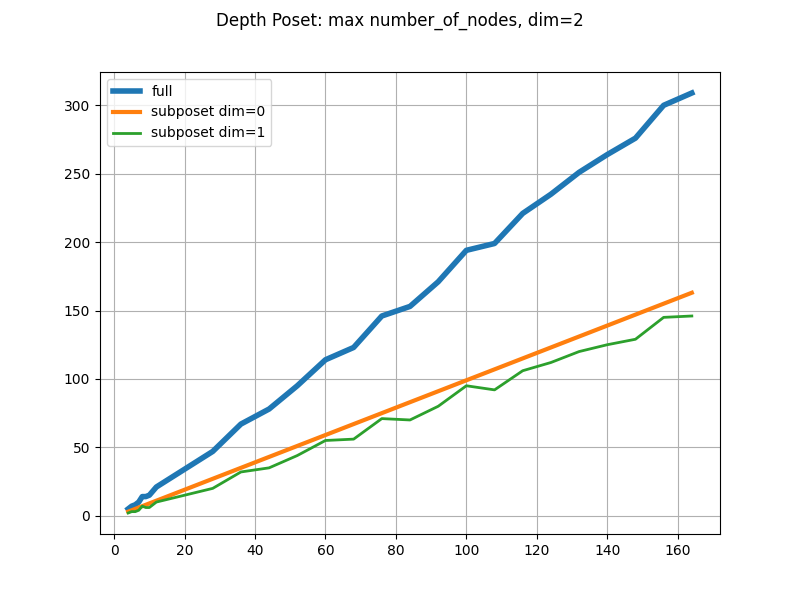 Depth Poset: max number_of_nodes, dim=2
full
subposet dim=0
subposet dim=1
300
250
200
150
100
50
0
0 20 40 60 80 100 120 140 160